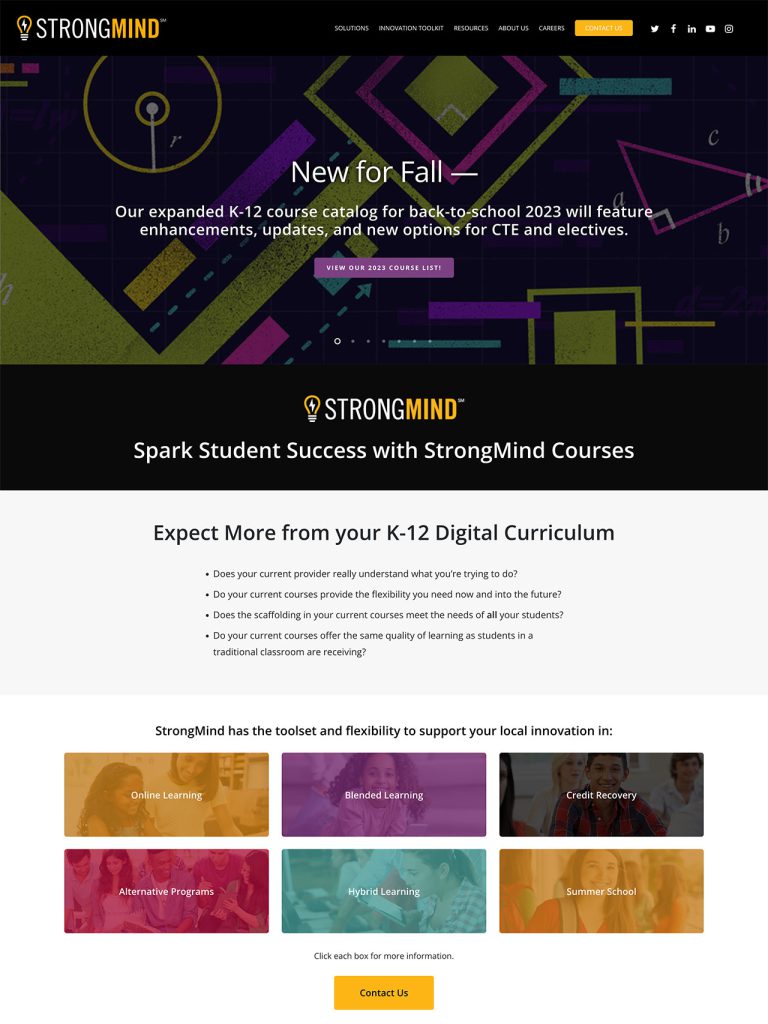 STRONGMIND SM
SOLUTIONS INNOVATION TOOLKIT RESOURCES ABOUT US CAREERS CONTACT US
r
c
a
b
h
New for Fall —
Our expanded K-12 course catalog for back-to-school 2023 will feature
enhancements, updates, and new options for CTE and electives.
VIEW OUR 2023 COURSE LIST!
STRONGMIND SM
Spark Student Success with StrongMind Courses
Expect More from your K-12 Digital Curriculum
• Does your current provider really understand what you’re trying to do?
• Do your current courses provide the flexibility you need now and into the future?
• Does the scaffolding in your current courses meet the needs of all your students?
• Do your current courses offer the same quality of learning as students in a
traditional classroom are receiving?
StrongMind has the toolset and flexibility to support your local innovation in:
Online Learning
Blended Learning
Credit Recovery
Alternative Programs
Hybrid Learning
Summer School
Click each box for more information.
Contact Us